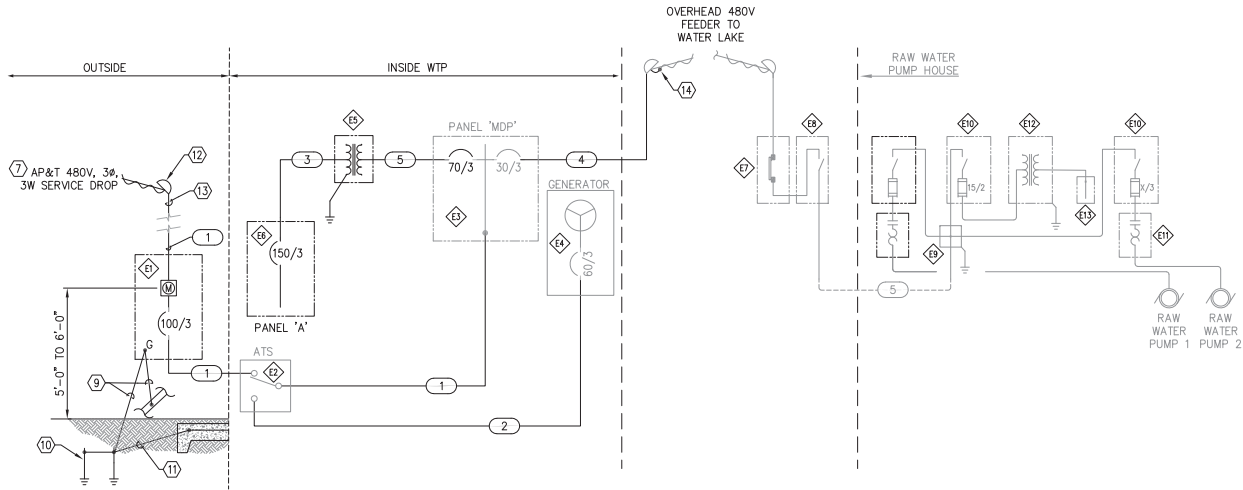 OVERHEAD 480V
FEEDER TO
WATER LAKE
OUTSIDE
INSIDE WTP
RAW WATER
PUMP HOUSE
14
7 AP&T 480V, 3ø,
3W SERVICE DROP
12
13
1
E1
M
100/3
G
5'-0" TO 6'-0"
9
10
11
1
E5
3
5
E6
150/3
PANEL 'A'
PANEL 'MDP'
70/3
30/3
E3
4
GENERATOR
E4
60/3
ATS
E2
1
2
E7
E8
5
E10
15/2
E12
E13
E9
E10
X/3
E11
RAW
WATER
PUMP 1
RAW
WATER
PUMP 2